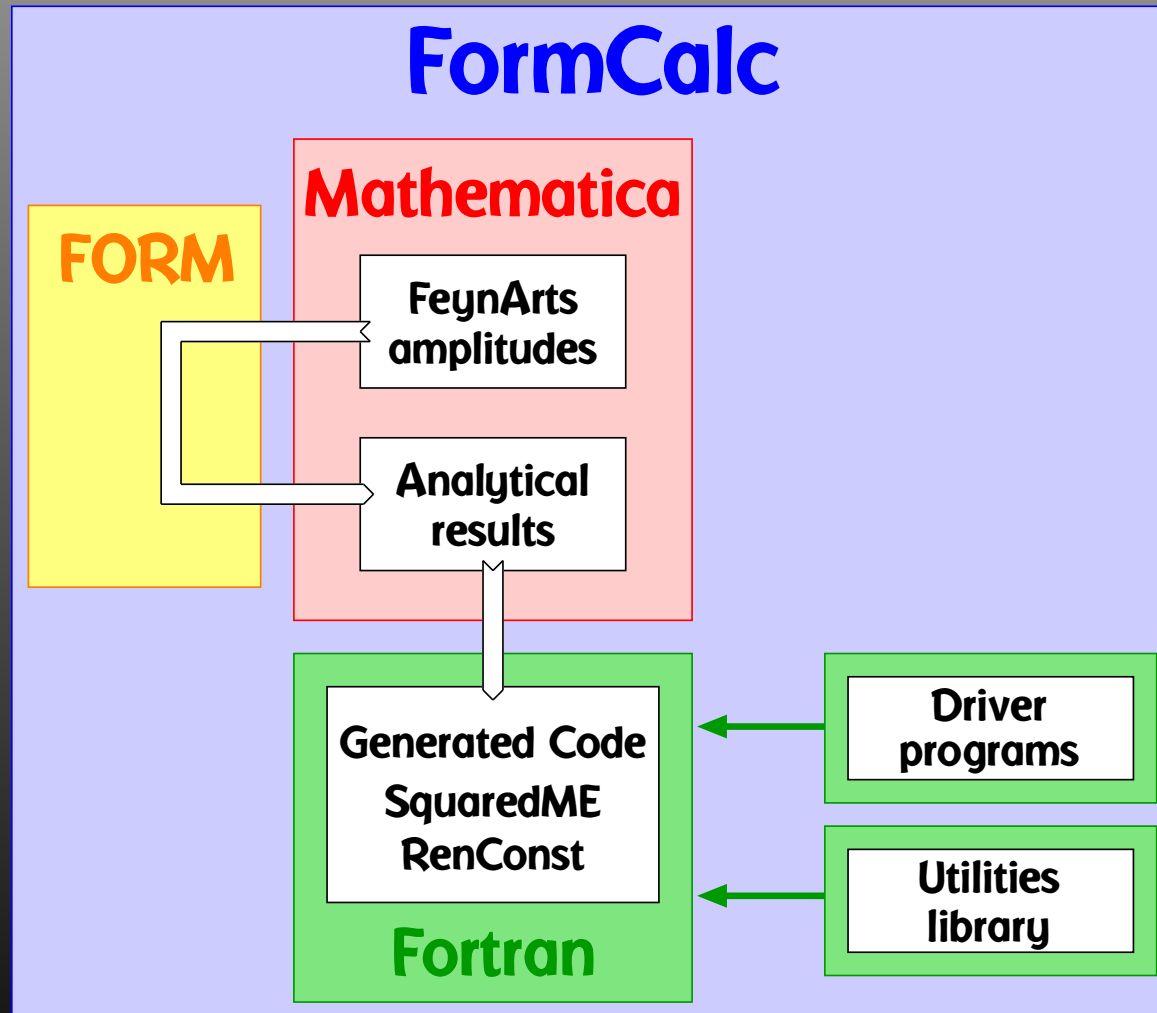 FormCalc
Mathematica
FORM
FeynArts
amplitudes
Analytical
results
Generated Code
SquaredME
RenConst
Fortran
Driver
programs
Utilities
library